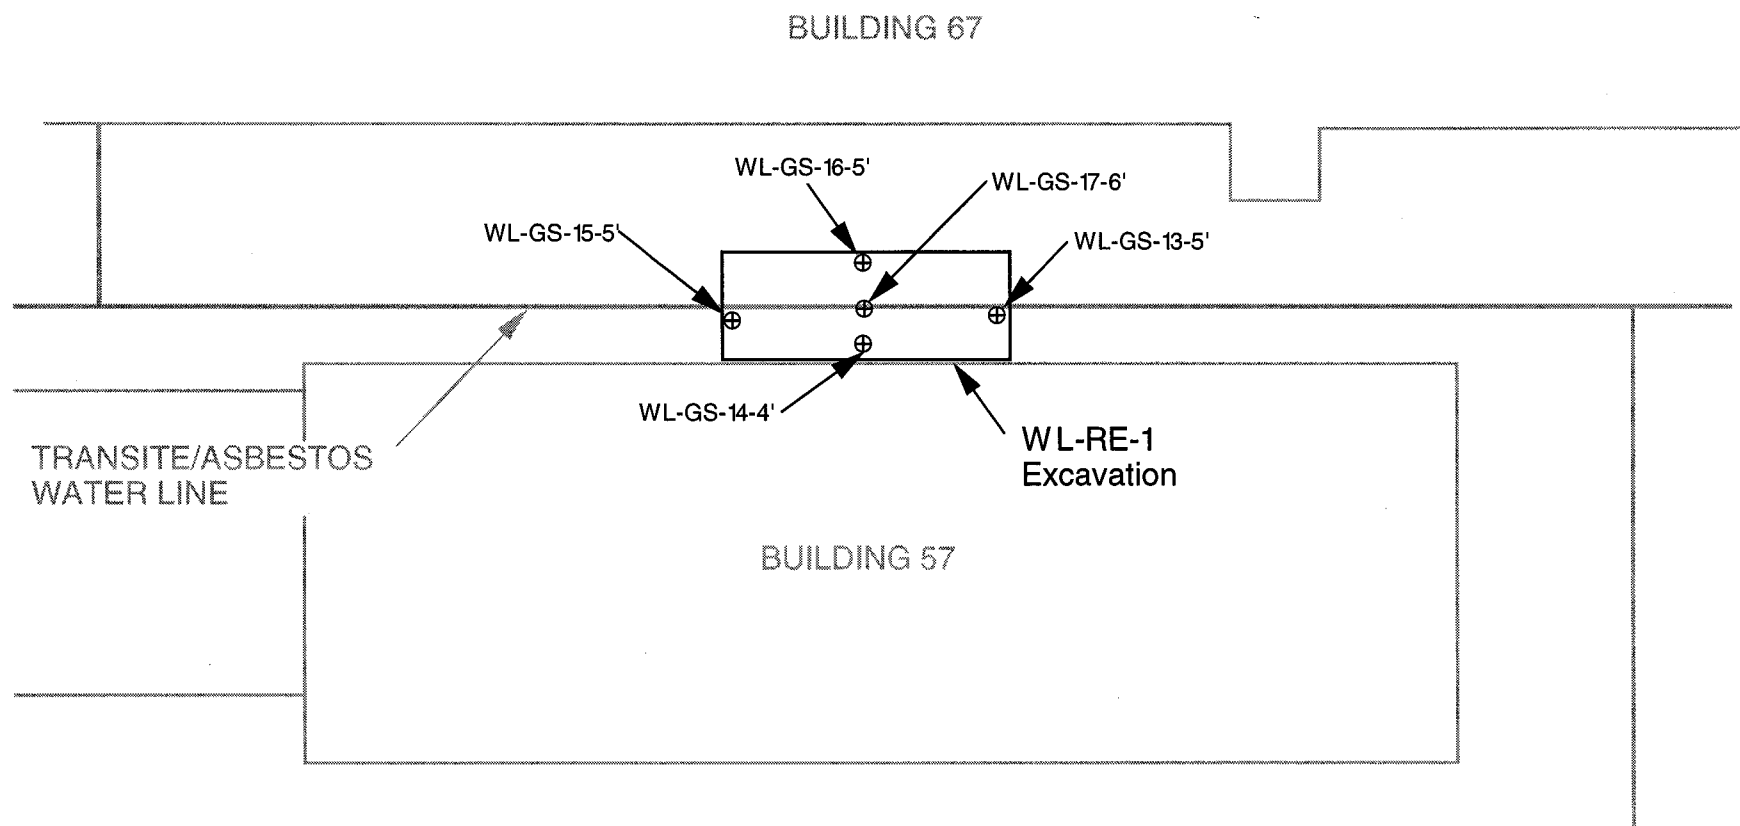 BUILDING 67
WL-GS-16-5'
WL-GS-17-6'
WL-GS-15-5'
WL-GS-13-5'
WL-GS-14-4'
WL-RE-1
Excavation
TRANSITE/ASBESTOS
WATER LINE
BUILDING 57